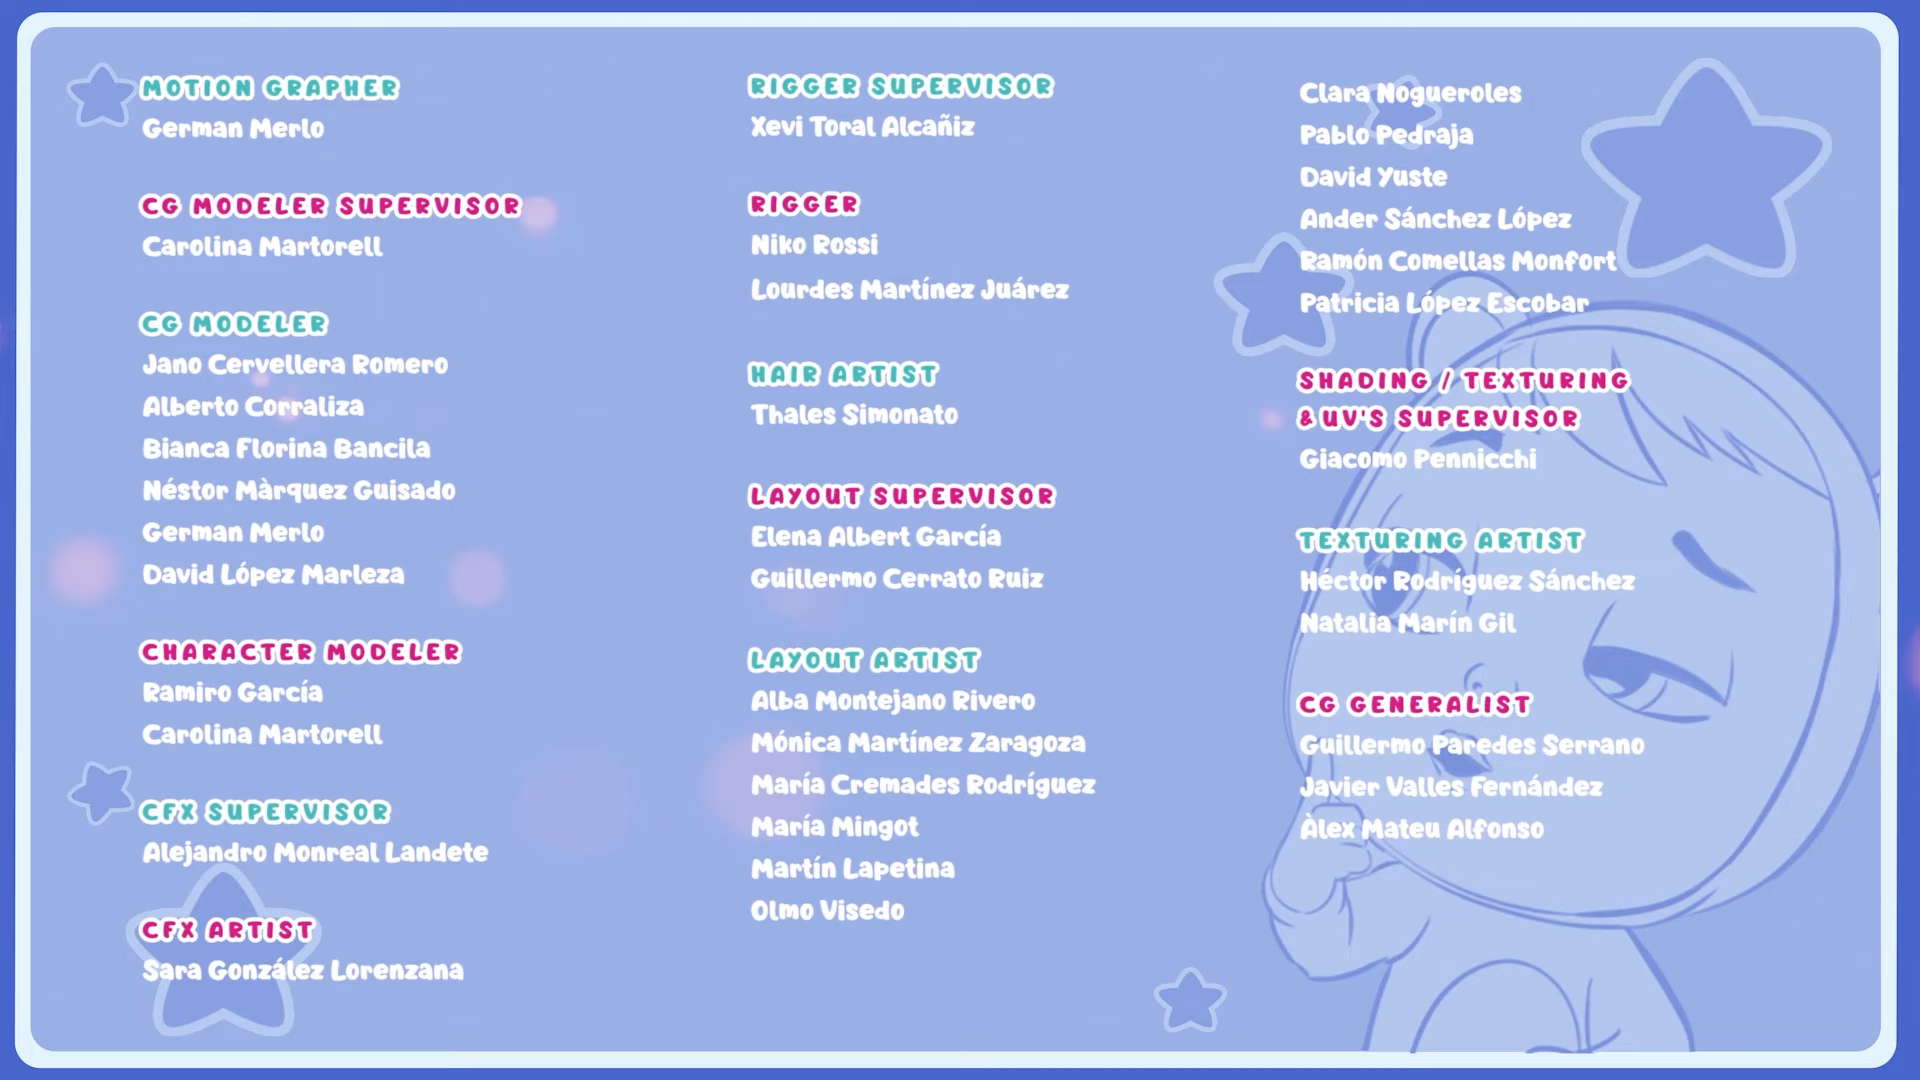 MOTION GRAPHER
German Merlo
CG MODELER SUPERVISOR
Carolina Martorell
CG MODELER
Jano Cervellera Romero
Alberto Corraliza
Bianca Florina Bancila
Néstor Màrquez Guisado
German Merlo
David López Marleza
CHARACTER MODELER
Ramiro García
Carolina Martorell
CFX SUPERVISOR
Alejandro Monreal Landete
CFX ARTIST
Sara González Lorenzana
RIGGER SUPERVISOR
Xevi Toral Alcañiz
RIGGER
Niko Rossi
Lourdes Martínez Juárez
HAIR ARTIST
Thales Simonato
LAYOUT SUPERVISOR
Elena Albert García
Guillermo Cerrato Ruiz
LAYOUT ARTIST
Alba Montejano Rivero
Mónica Martínez Zaragoza
María Cremades Rodríguez
María Mingot
Martín Lapetina
Olmo Visedo
Clara Nogueroles
Pablo Pedraja
David Yuste
Ander Sánchez López
Ramón Comellas Monfort
Patricia López Escobar
SHADING / TEXTURING
& UV'S SUPERVISOR
Giacomo Pennicchi
TEXTURING ARTIST
Héctor Rodríguez Sánchez
Natalia Marín Gil
CG GENERALIST
Guillermo Paredes Serrano
Javier Valles Fernández
Àlex Mateu Alfonso